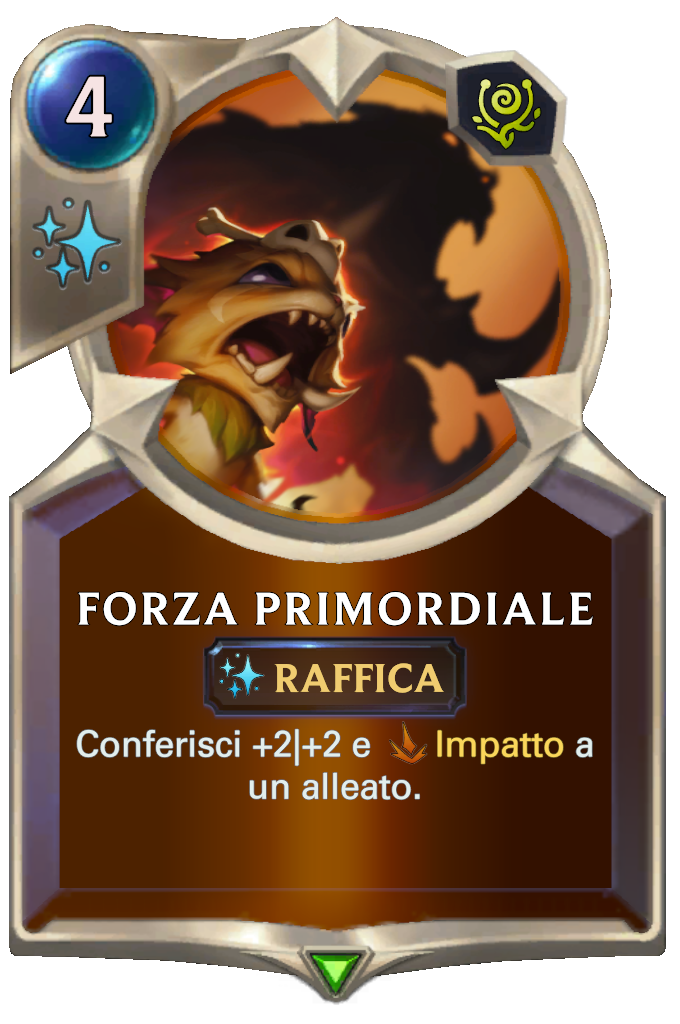 4
FORZA PRIMORDIALE
RAFFICA
Conferisci +2|+2 e Impatto a
un alleato.